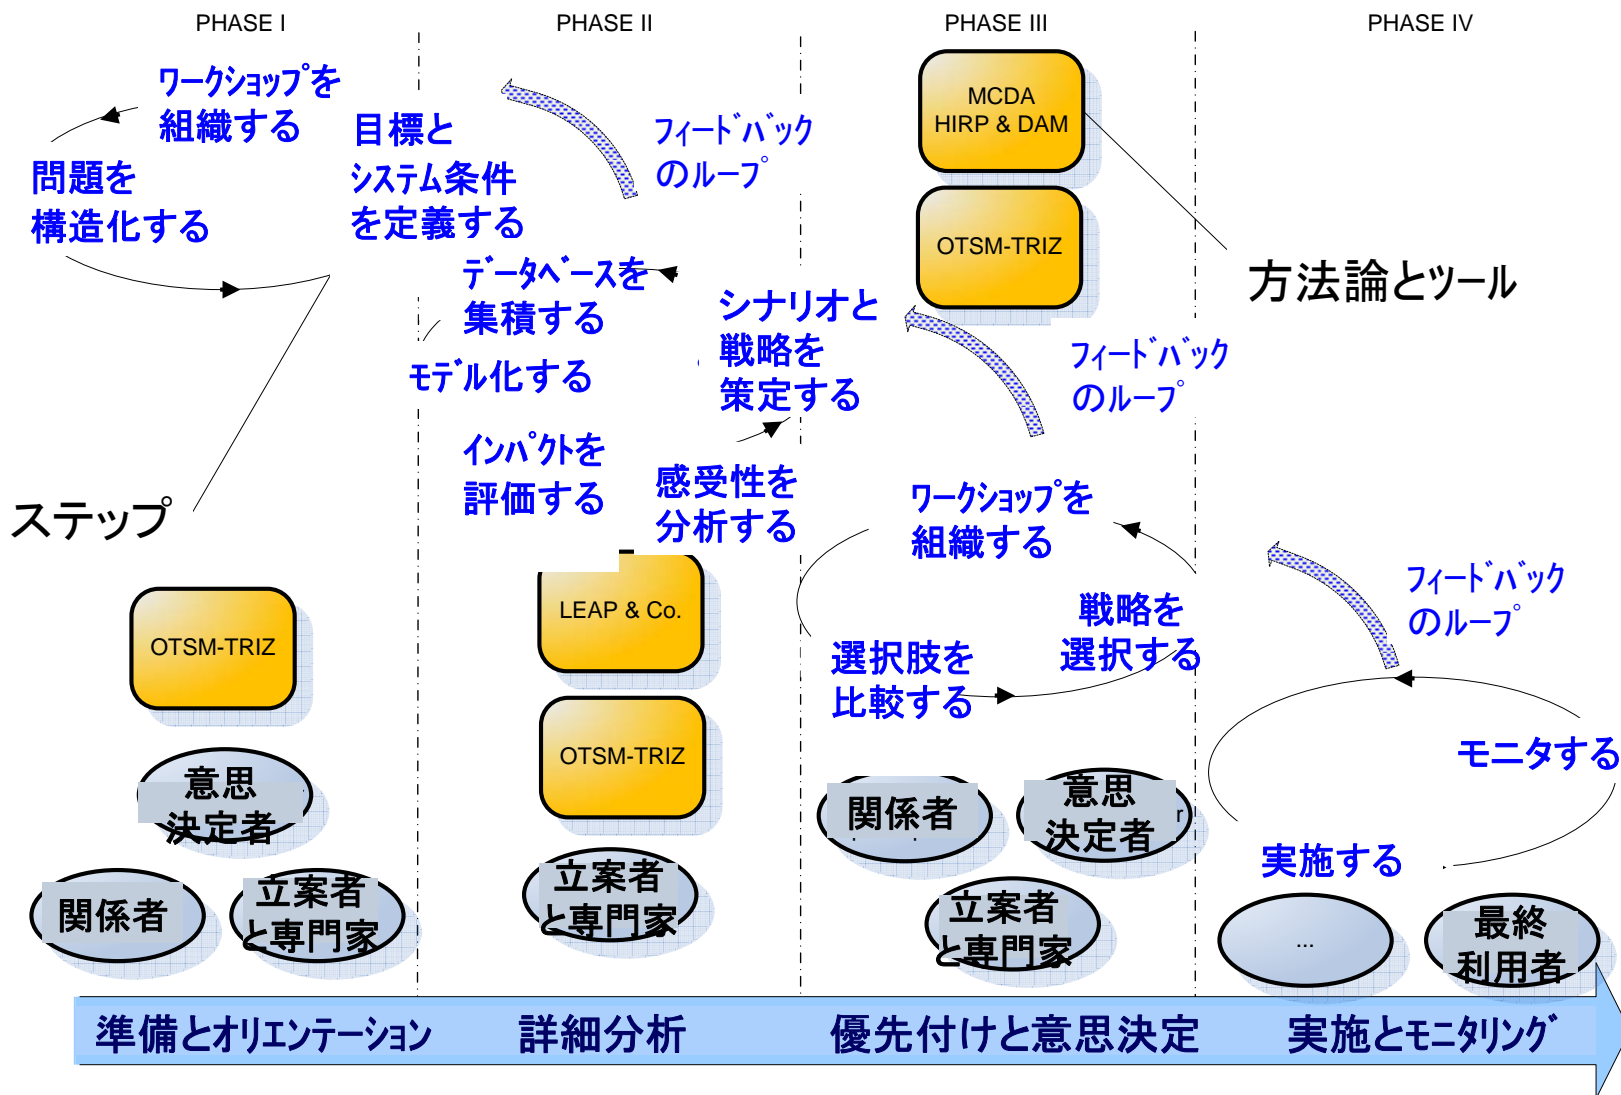 PHASE I
PHASE II
PHASE III
PHASE IV
ワークショップを
組織する
問題を
構造化する
目標と
システム条件
を定義する
フィードバック
のループ
データベースを
集積する
モデル化する
インパクトを
評価する
感受性を
分析する
シナリオと
戦略を
策定する
MCDA
HIRP & DAM
OTSM-TRIZ
方法論とツール
フィードバック
のループ
ステップ
ワークショップを
組織する
戦略を
選択する
選択肢を
比較する
フィードバック
のループ
モニタする
実施する
OTSM-TRIZ
LEAP & Co.
OTSM-TRIZ
意思
決定者
関係者
立案者
と専門家
立案者
と専門家
関係者
意思
決定者
r
立案者
と専門家
...
最終
利用者
準備とオリエンテーション
詳細分析
優先付けと意思決定
実施とモニタリング